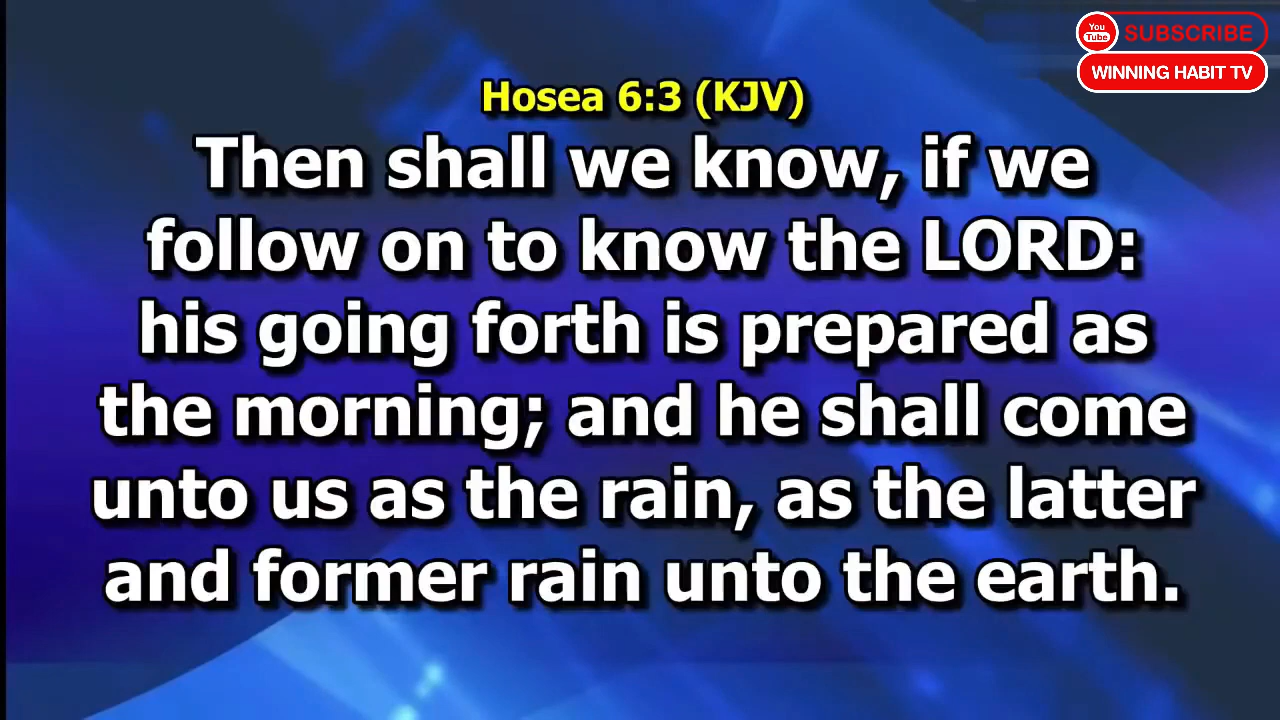 You
Tube
SUBSCRIBE
WINNING HABIT TV
Hosea 6:3 (KJV)
Then shall we know, if we
follow on to know the LORD:
his going forth is prepared as
the morning; and he shall come
unto us as the rain, as the latter
and former rain unto the earth.